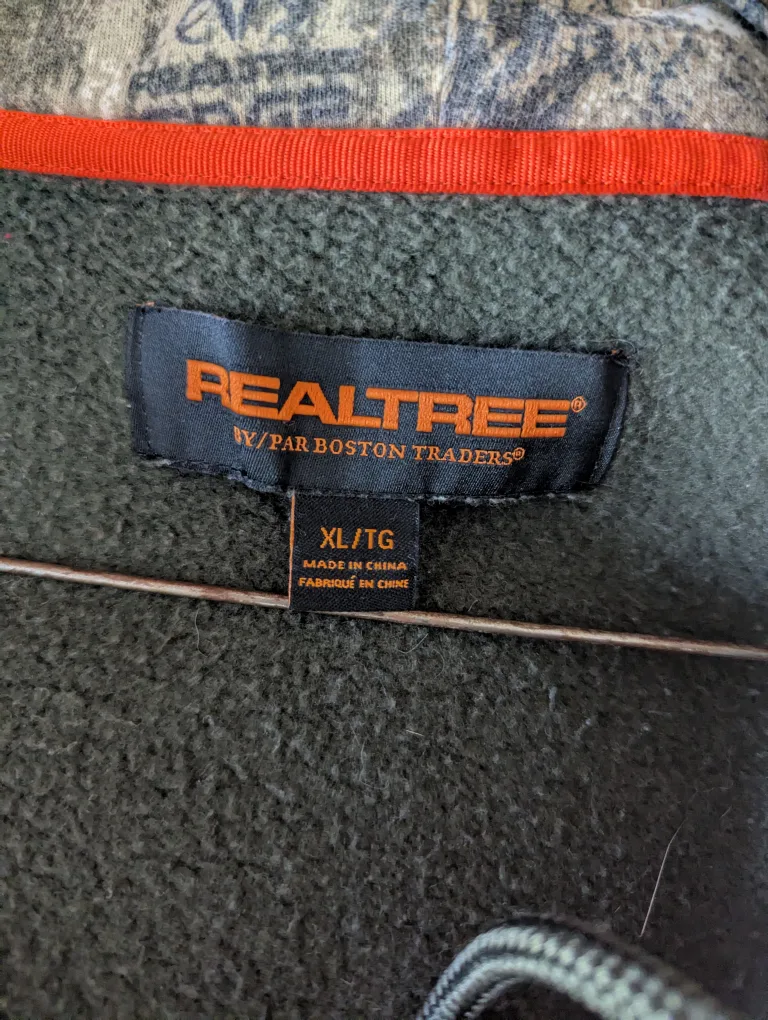 REALTREE®
BY/PAR BOSTON TRADERS®
XL/TG
MADE IN CHINA
FABRIQUÉ EN CHINE